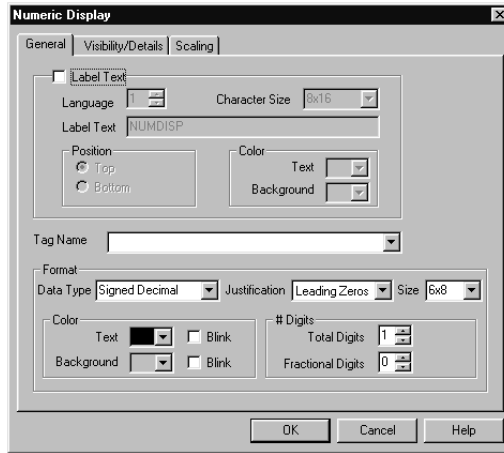 Numeric Display
General Visibility/Details Scaling
Label Text
Language 1 Character Size 8x16
Label Text NUMDISP
Position Color
Top Text
Bottom Background
Tag Name
Format
Data Type Signed Decimal Justification Leading Zeros Size 6x8
Color # Digits
Text Blink Total Digits 1
Background Blink Fractional Digits 0
OK Cancel Help